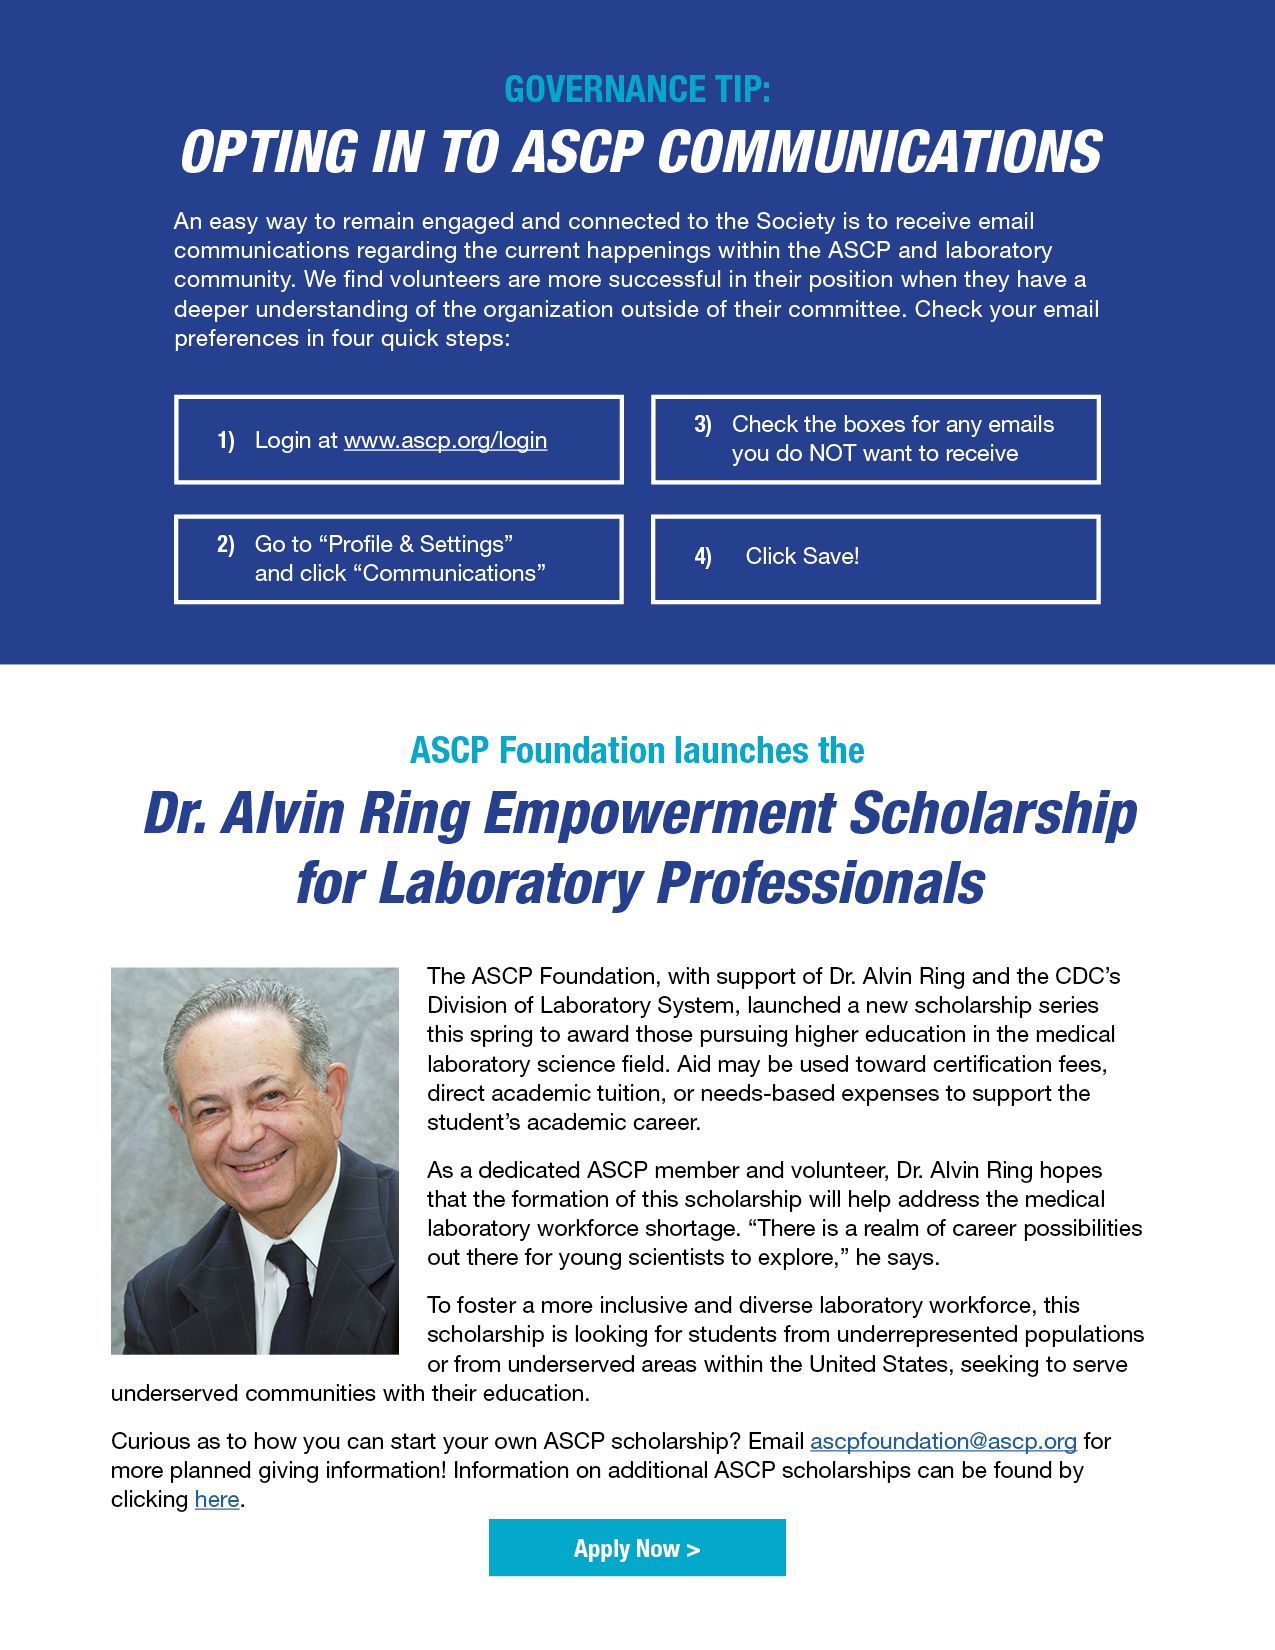 GOVERNANCE TIP:
OPTING IN TO ASCP COMMUNICATIONS
An easy way to remain engaged and connected to the Society is to receive email
communications regarding the current happenings within the ASCP and laboratory
community. We find volunteers are more successful in their position when they have a
deeper understanding of the organization outside of their committee. Check your email
preferences in four quick steps:
1) Login at www.ascp.org/login
2) Go to “Profile & Settings”
and click “Communications”
3) Check the boxes for any emails
you do NOT want to receive
4) Click Save!
ASCP Foundation launches the
Dr. Alvin Ring Empowerment Scholarship
for Laboratory Professionals
The ASCP Foundation, with support of Dr. Alvin Ring and the CDC’s
Division of Laboratory System, launched a new scholarship series
this spring to award those pursuing higher education in the medical
laboratory science field. Aid may be used toward certification fees,
direct academic tuition, or needs-based expenses to support the
student’s academic career.
As a dedicated ASCP member and volunteer, Dr. Alvin Ring hopes
that the formation of this scholarship will help address the medical
laboratory workforce shortage. “There is a realm of career possibilities
out there for young scientists to explore,” he says.
To foster a more inclusive and diverse laboratory workforce, this
scholarship is looking for students from underrepresented populations
or from underserved areas within the United States, seeking to serve
underserved communities with their education.
Curious as to how you can start your own ASCP scholarship? Email ascpfoundation@ascp.org for
more planned giving information! Information on additional ASCP scholarships can be found by
clicking here.
Apply Now >